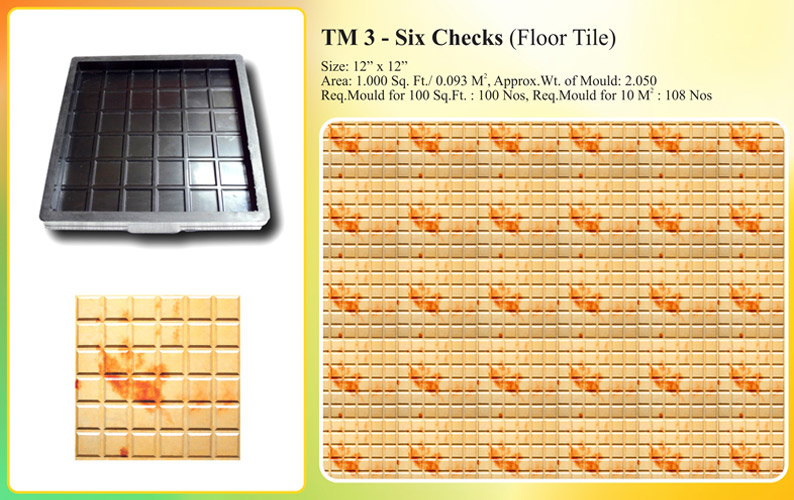 TM 3 - Six Checks (Floor Tile)
Size: 12” x 12”
Area: 1.000 Sq. Ft./ 0.093 M², Approx.Wt. of Mould: 2.050
Req.Mould for 100 Sq.Ft. : 100 Nos, Req.Mould for 10 M² : 108 Nos